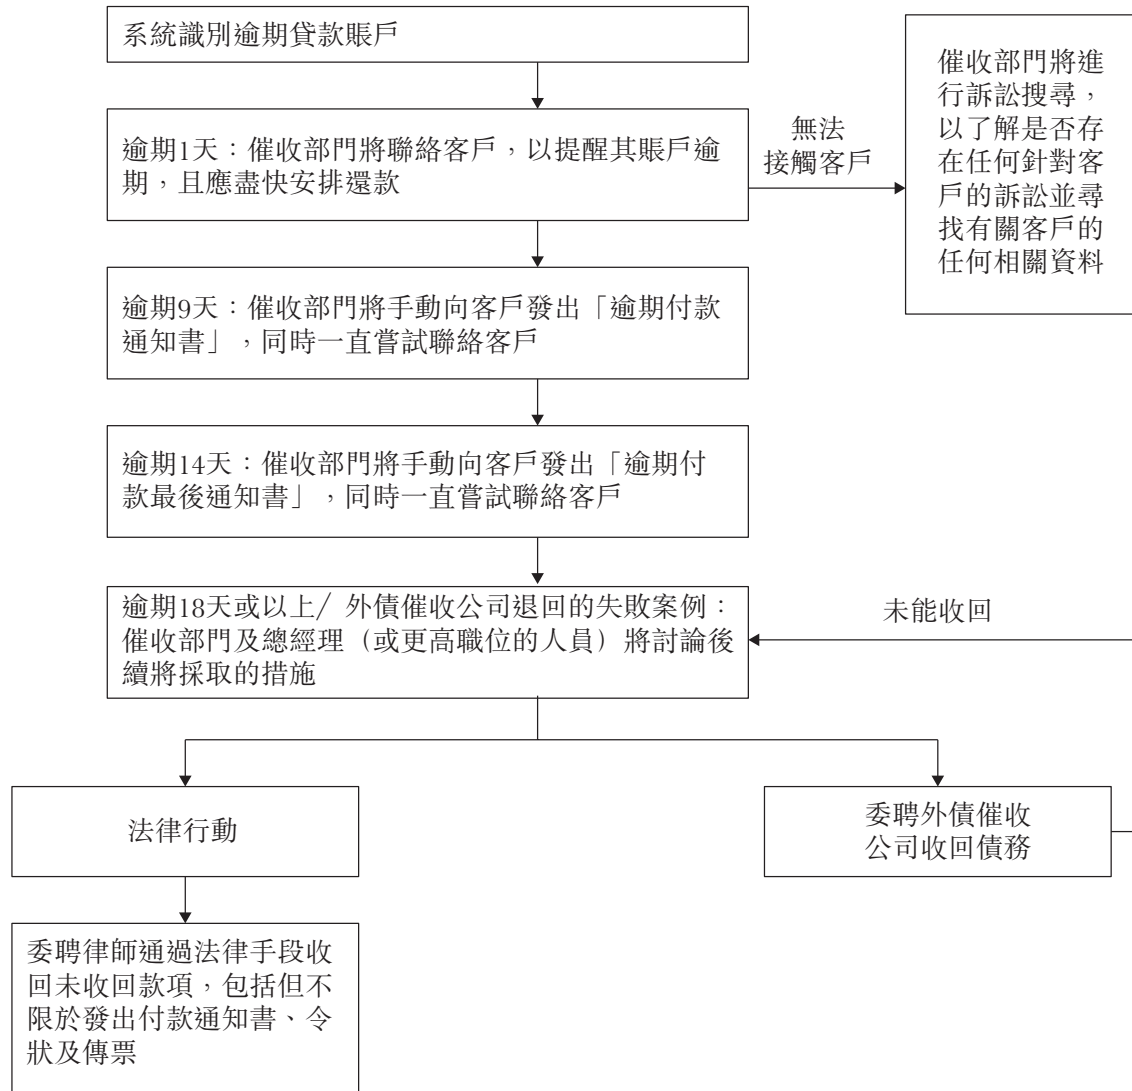 系統識別逾期貸款賬戶
逾期1天：催收部門將聯絡客戶，以提醒其賬戶逾
期，且應盡快安排還款
無法
接觸客戶
催收部門將進
行訴訟搜尋，
以了解是否存
在任何針對客
戶的訴訟並尋
找有關客戶的
任何相關資料
逾期9天：催收部門將手動向客戶發出「逾期付款
通知書」，同時一直嘗試聯絡客戶
逾期14天：催收部門將手動向客戶發出「逾期付
款最後通知書」，同時一直嘗試聯絡客戶
逾期18天或以上/ 外債催收公司退回的失敗案例：
催收部門及總經理（或更高職位的人員）將討論後
續將採取的措施
未能收回
法律行動
委聘外債催收
公司收回債務
委聘律師通過法律手段收
回未收回款項，包括但不
限於發出付款通知書、令
狀及傳票